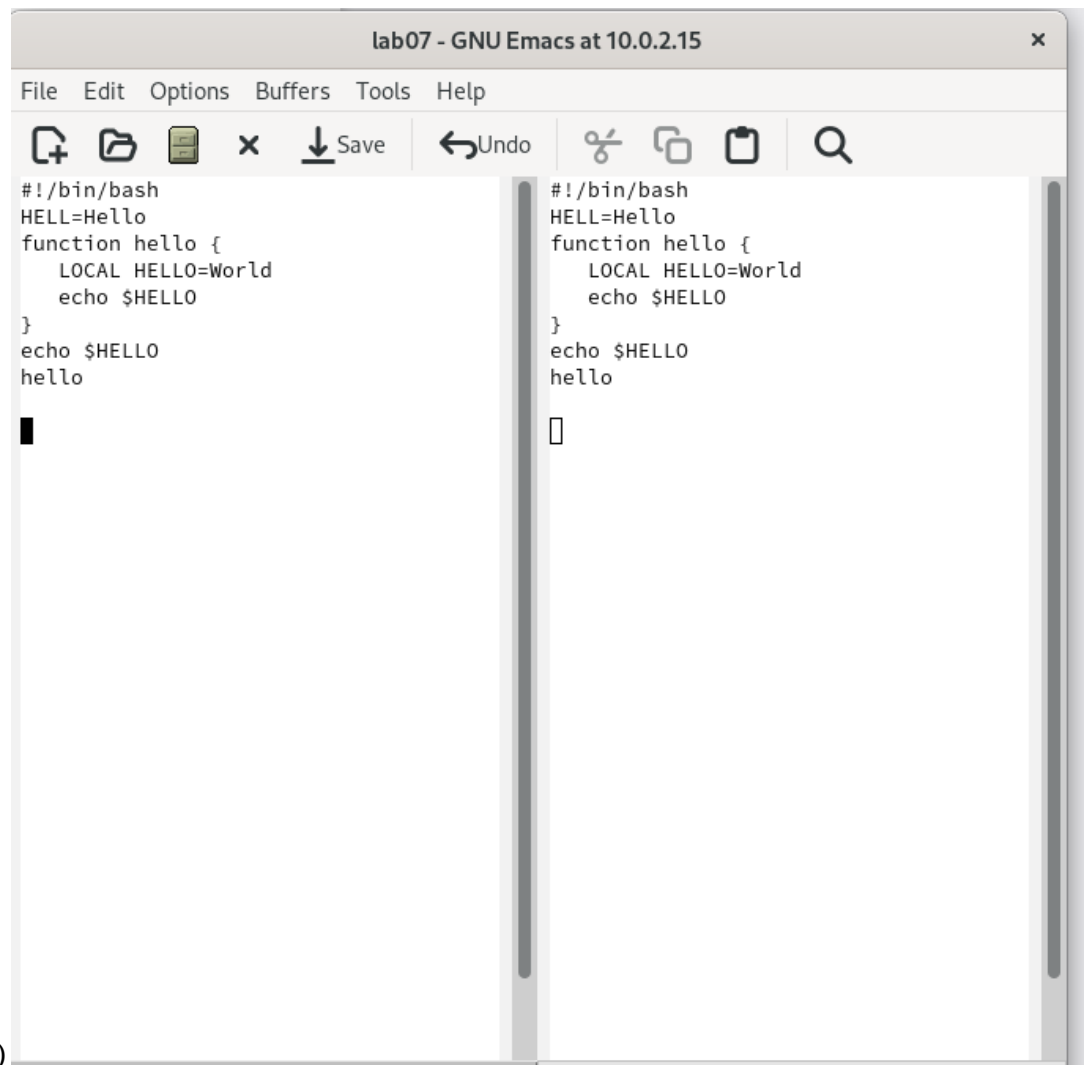 lab07 - GNU Emacs at 10.0.2.15 ×
File Edit Options Buffers Tools Help
Save Undo
#!/bin/bash
HELL=Hello
function hello {
   LOCAL HELLO=World
   echo $HELLO
}
echo $HELLO
hello
#!/bin/bash
HELL=Hello
function hello {
   LOCAL HELLO=World
   echo $HELLO
}
echo $HELLO
hello
)